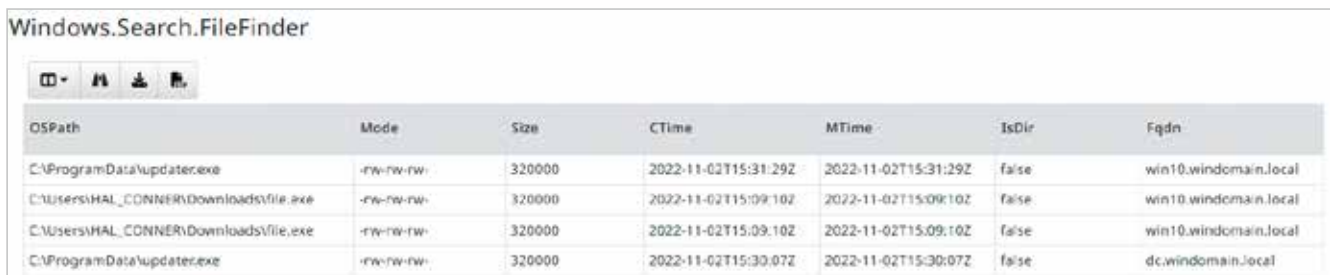 Windows.Search.FileFinder
OSPath Mode Size CTime MTime IsDir Fqdn
C:\ProgramData\updater.exe -rw-rw-rw- 320000 2022-11-02T15:31:29Z 2022-11-02T15:31:29Z false win10.windomain.local
C:\Users\HAL_CONNER\Downloads\file.exe -rw-rw-rw- 320000 2022-11-02T15:09:10Z 2022-11-02T15:09:10Z false win10.windomain.local
C:\Users\HAL_CONNER\Downloads\file.exe -rw-rw-rw- 320000 2022-11-02T15:09:10Z 2022-11-02T15:09:10Z false win10.windomain.local
C:\ProgramData\updater.exe -rw-rw-rw- 320000 2022-11-02T15:30:07Z 2022-11-02T15:30:07Z false dc.windomain.local